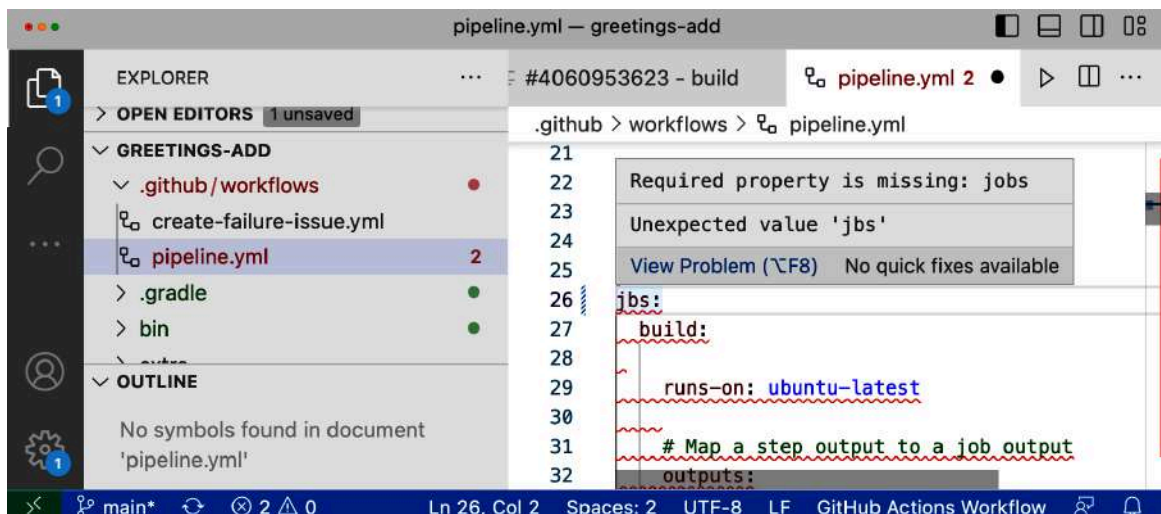 pipeline.yml — greetings-add
EXPLORER
#4060953623 - build
pipeline.yml 2
OPEN EDITORS 1 unsaved
.github > workflows > pipeline.yml
GREETINGS-ADD
.github/workflows
create-failure-issue.yml
pipeline.yml 2
.gradle
bin
OUTLINE
No symbols found in document
'pipeline.yml'
1
1
21
22
23
24
25
Required property is missing: jobs
Unexpected value 'jbs'
View Problem (⌥F8) No quick fixes available
26 jbs:
27 build:
28
29 runs-on: ubuntu-latest
30
31 # Map a step output to a job output
32 outputs:
main* 2 0 Ln 26, Col 2 Spaces: 2 UTF-8 LF GitHub Actions Workflow